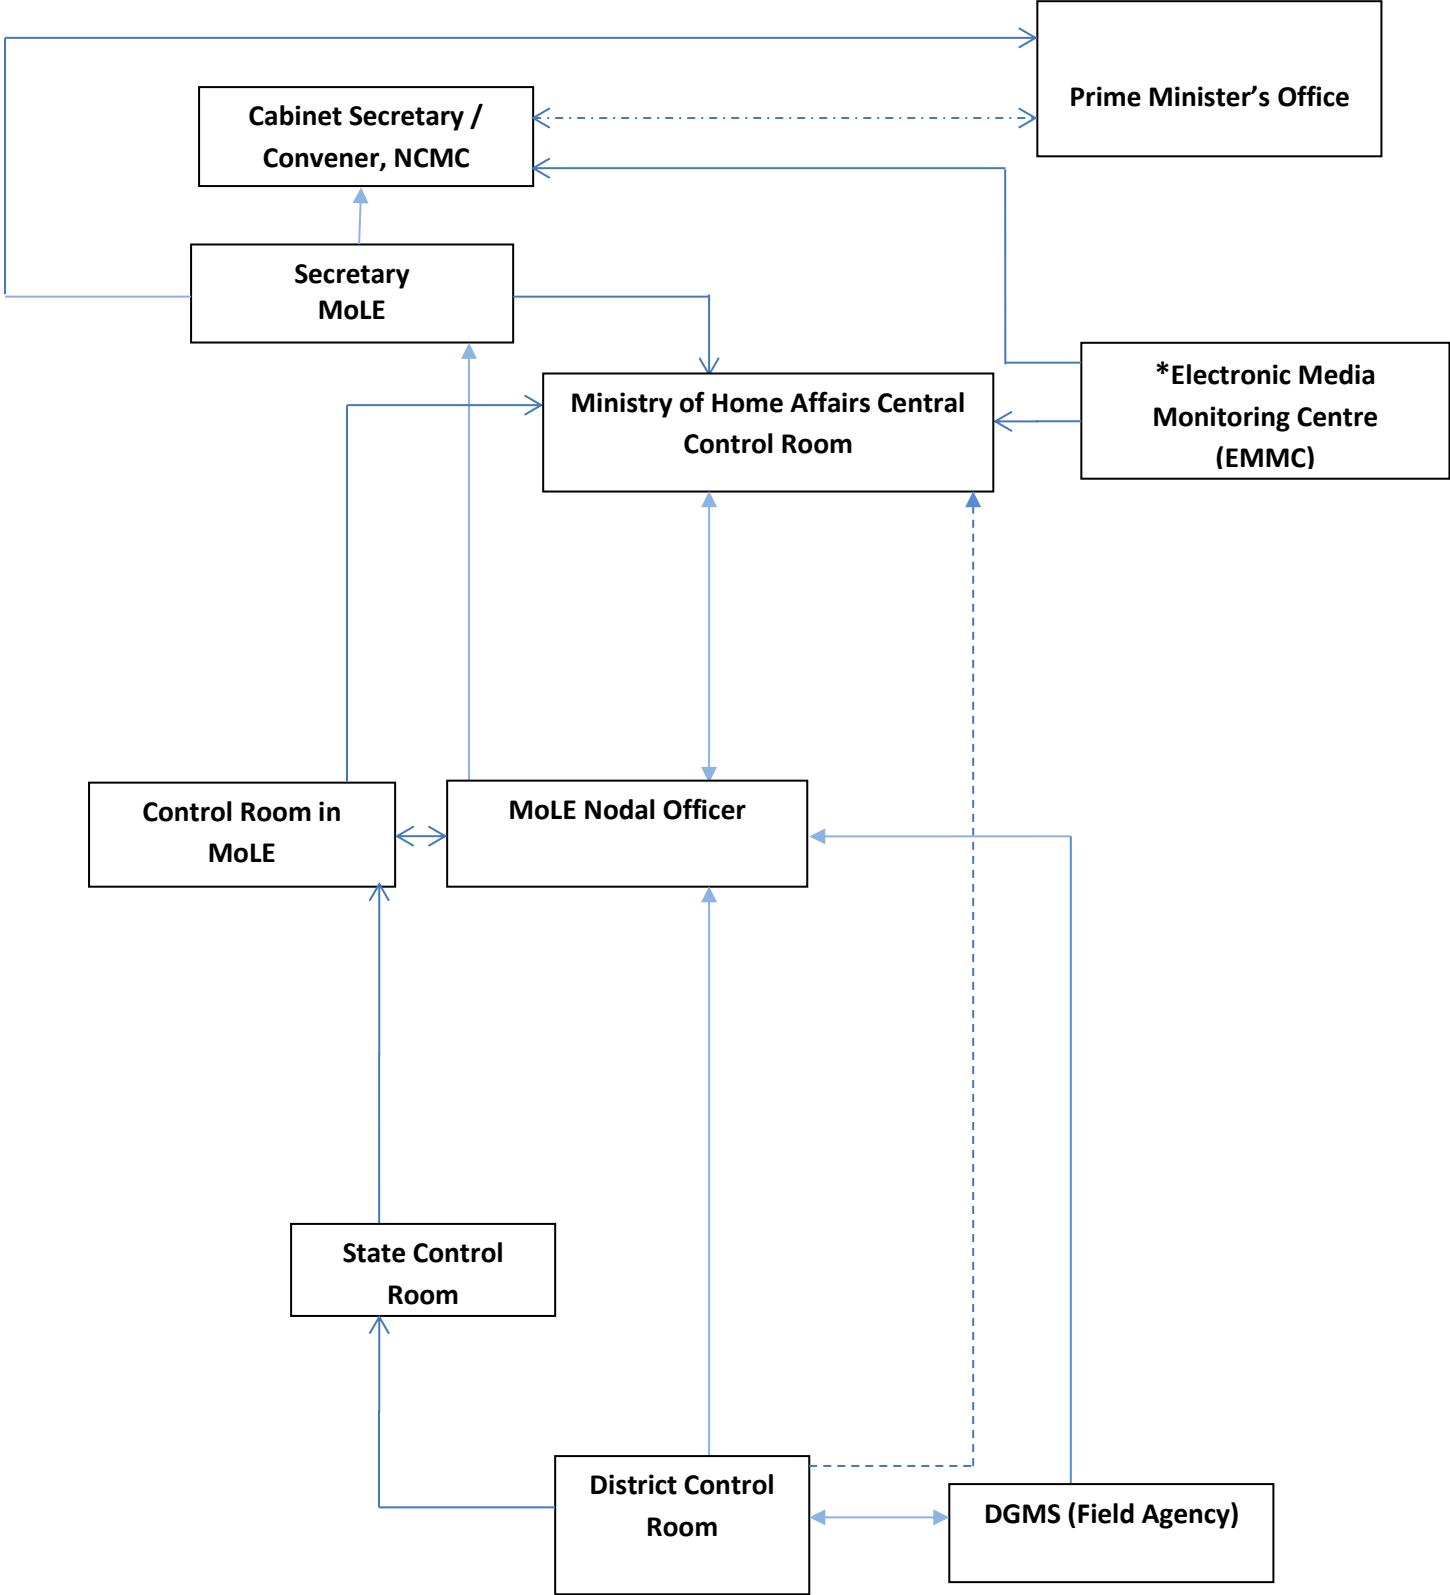 Prime Minister’s Office
Cabinet Secretary /
Convener, NCMC
Secretary
MoLE
*Electronic Media
Monitoring Centre
(EMMC)
Ministry of Home Affairs Central
Control Room
Control Room in
MoLE
MoLE Nodal Officer
State Control
Room
District Control
Room
DGMS (Field Agency)